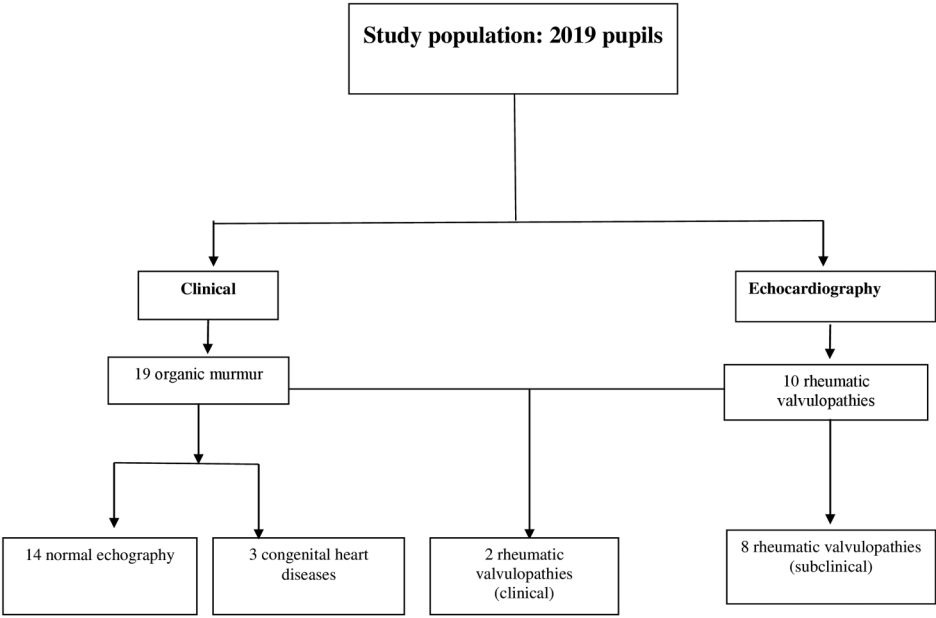 Study population: 2019 pupils
Clinical
Echocardiography
19 organic murmur
10 rheumatic
valvulopathies
14 normal echography
3 congenital heart
diseases
2 rheumatic
valvulopathies
(clinical)
8 rheumatic valvulopathies
(subclinical)